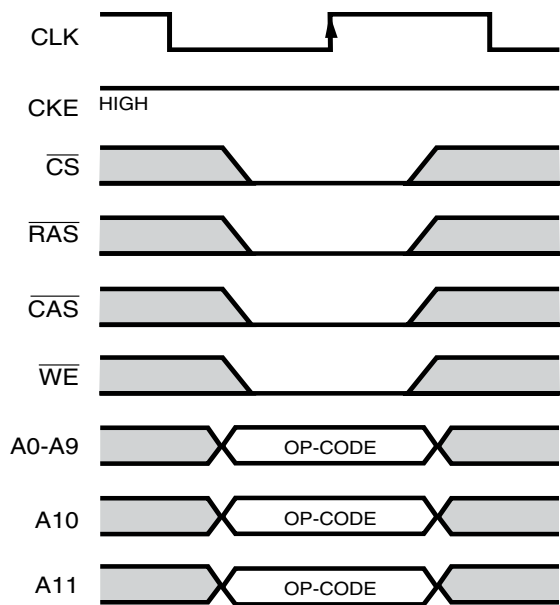 CLK
CKE HIGH
CS
RAS
CAS
WE
A0-A9 OP-CODE
A10 OP-CODE
A11 OP-CODE